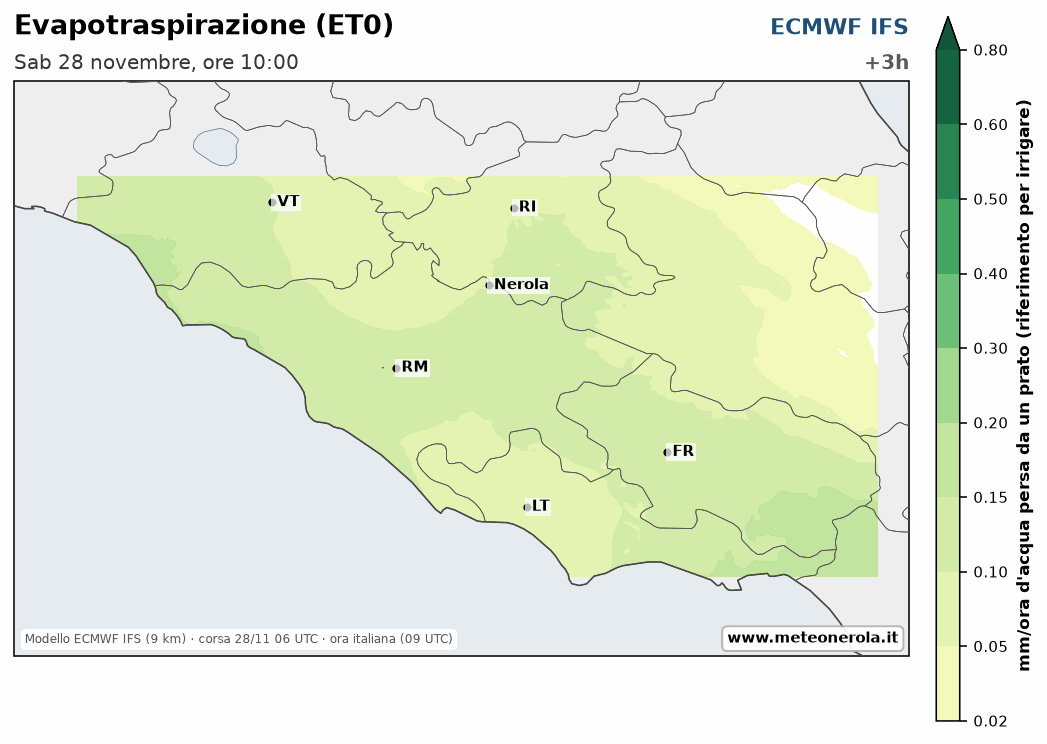 Evapotraspirazione (ET0)
ECMWF IFS
Sab 28 novembre, ore 10:00
+3h
VT
RI
Nerola
RM
FR
LT
Modello ECMWF IFS (9 km) · corsa 28/11 06 UTC · ora italiana (09 UTC)
www.meteonerola.it
0.80
0.60
0.50
0.40
0.30
0.20
0.15
0.10
0.05
0.02
mm/ora d'acqua persa da un prato (riferimento per irrigare)